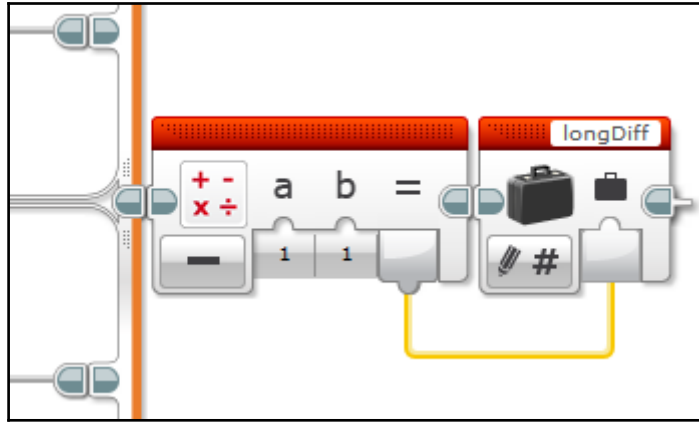 longDiff
+ - a b =
x ÷
− 1 1 #